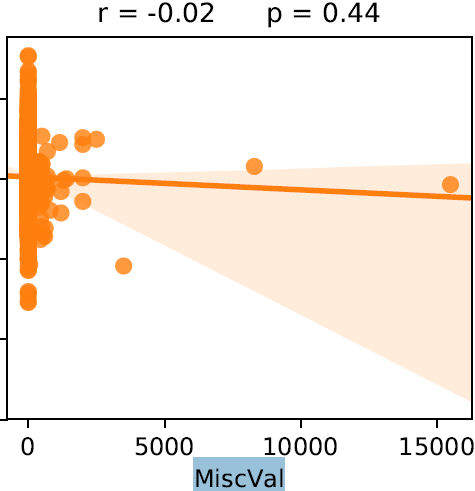 r = -0.02 p = 0.44
0 5000 10000 15000
MiscVal